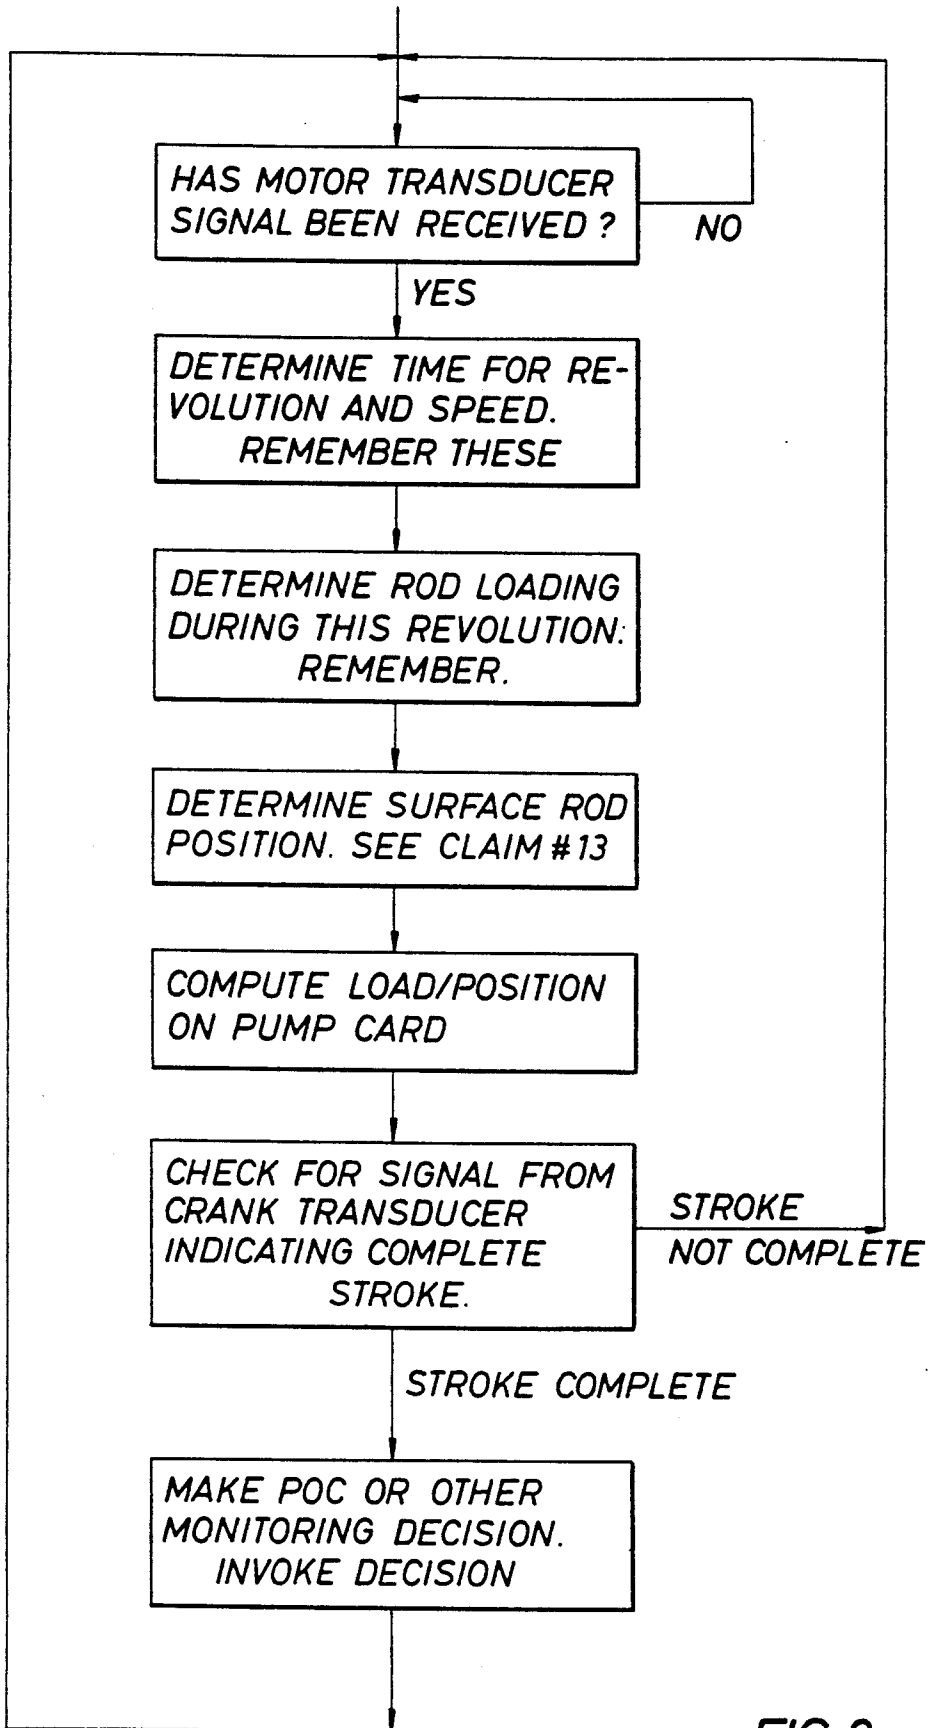 HAS MOTOR TRANSDUCER
SIGNAL BEEN RECEIVED ?
NO
YES
DETERMINE TIME FOR RE-
VOLUTION AND SPEED.
REMEMBER THESE
DETERMINE ROD LOADING
DURING THIS REVOLUTION.
REMEMBER.
DETERMINE SURFACE ROD
POSITION. SEE CLAIM #13
COMPUTE LOAD/POSITION
ON PUMP CARD
CHECK FOR SIGNAL FROM
CRANK TRANSDUCER
INDICATING COMPLETE
STROKE.
STROKE
NOT COMPLETE
STROKE COMPLETE
MAKE POC OR OTHER
MONITORING DECISION.
INVOKE DECISION